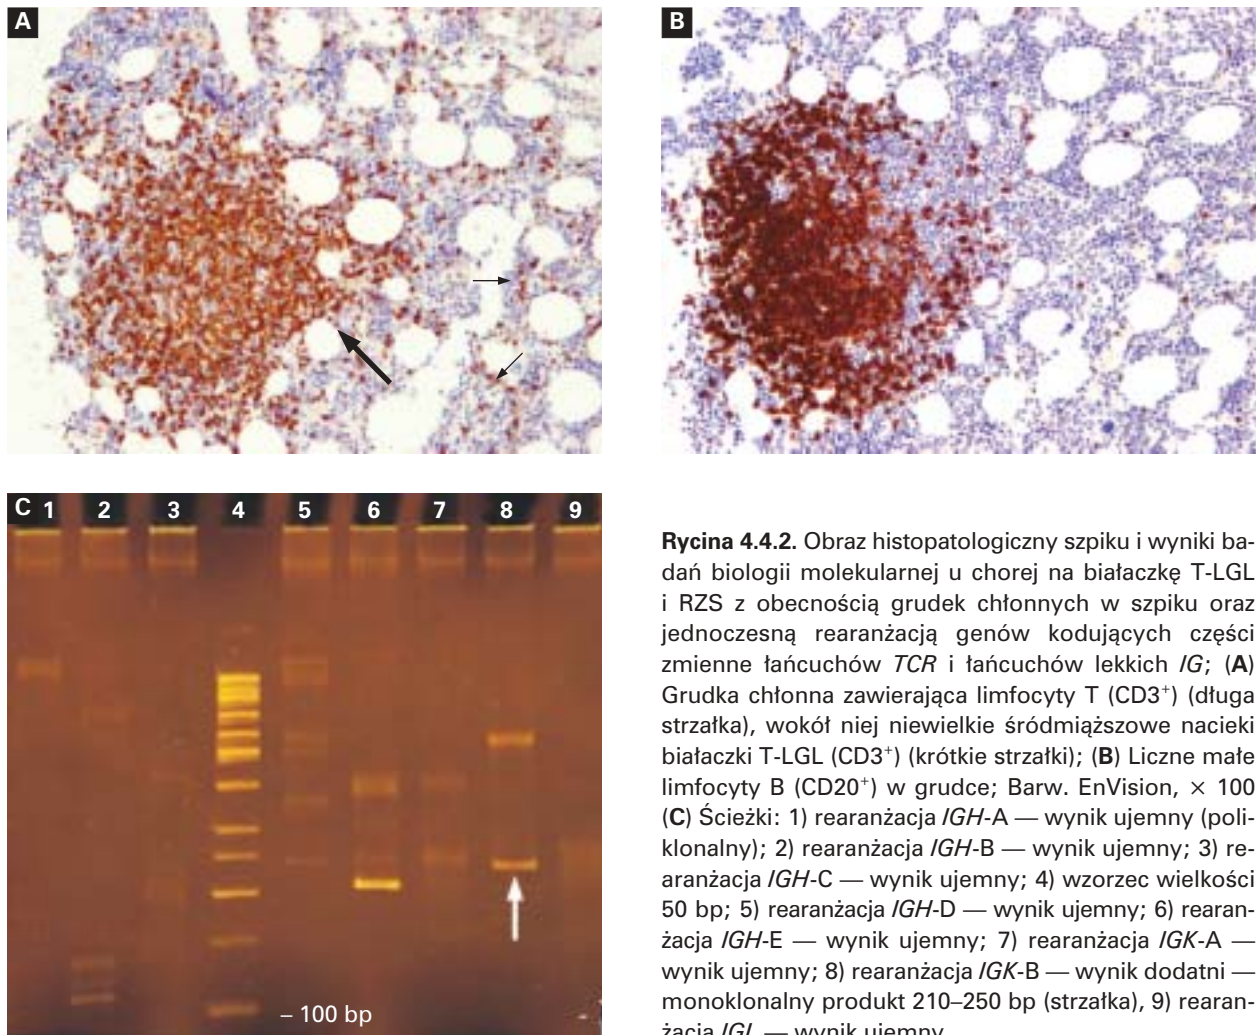 A
B
C 1 2 3 4 5 6 7 8 9
– 100 bp
Rycina 4.4.2. Obraz histopatologiczny szpiku i wyniki ba-
dań biologii molekularnej u chorej na białaczkę T-LGL
i RZS z obecnością grudek chłonnych w szpiku oraz
jednoczesną rearanżacją genów kodujących części
zmienne łańcuchów TCR i łańcuchów lekkich IG; (A)
Grudka chłonna zawierająca limfocyty T (CD3+) (długa
strzałka), wokół niej niewielkie śródmiąższowe nacieki
białaczki T-LGL (CD3+) (krótkie strzałki); (B) Liczne małe
limfocyty B (CD20+) w grudce; Barw. EnVision, × 100
(C) Ścieżki: 1) rearanżacja IGH-A — wynik ujemny (poli-
klonalny); 2) rearanżacja IGH-B — wynik ujemny; 3) re-
aranżacja IGH-C — wynik ujemny; 4) wzorzec wielkości
50 bp; 5) rearanżacja IGH-D — wynik ujemny; 6) rearan-
żacja IGH-E — wynik ujemny; 7) rearanżacja IGK-A —
wynik ujemny; 8) rearanżacja IGK-B — wynik dodatni —
monoklonalny produkt 210–250 bp (strzałka), 9) rearan-
żacja IGL — wynik ujemny